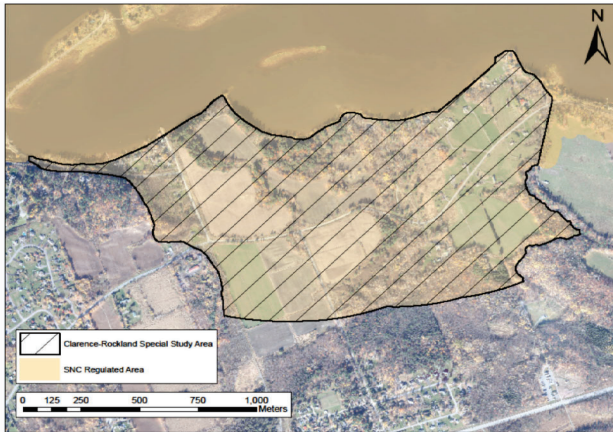 N
Clarence-Rockland Special Study Area
SNC Regulated Area
0 125 250 500 750 1,000
Meters